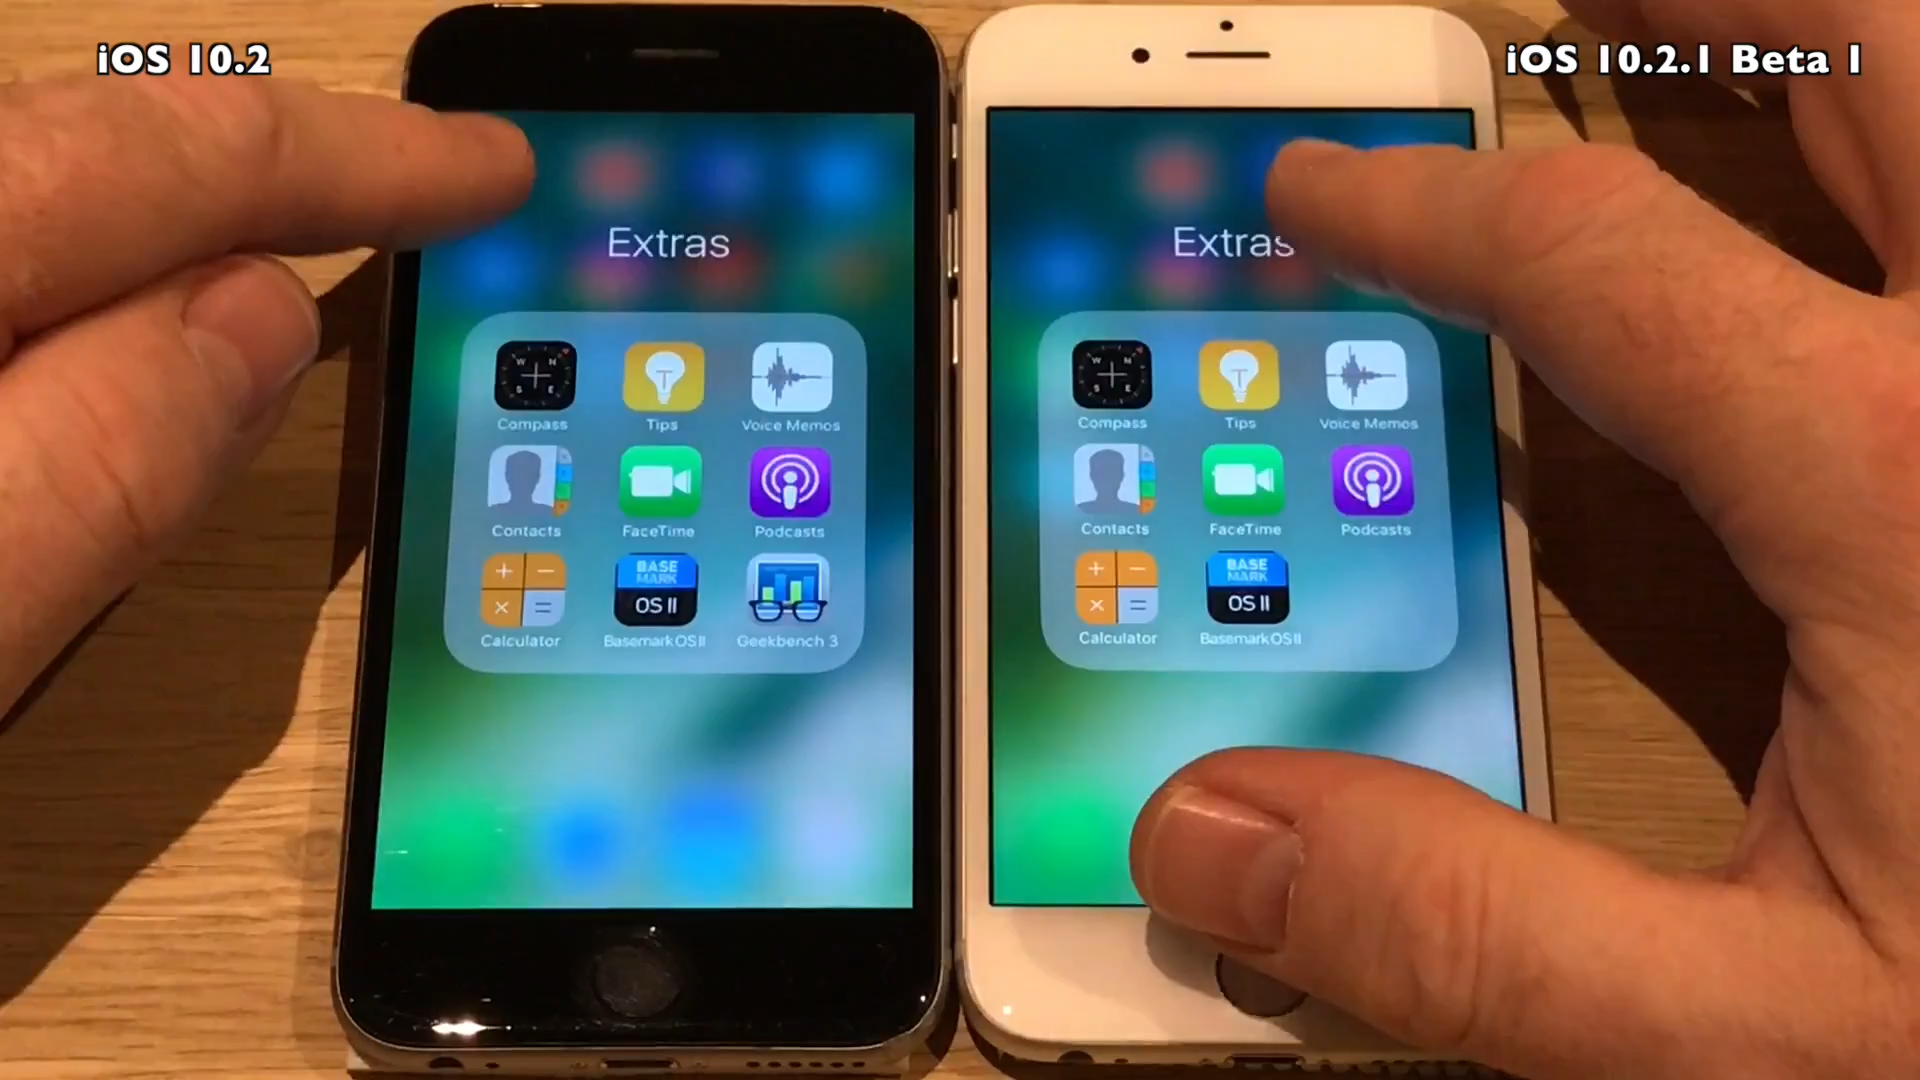 iOS 10.2
iOS 10.2.1 Beta 1
Extras
Compass
Tips
Voice Memos
Contacts
FaceTime
Podcasts
BASE
MARK
OS II
Calculator
BasemarkOSII
Geekbench 3
Extras
Compass
Tips
Voice Memos
Contacts
FaceTime
Podcasts
BASE
MARK
OS II
Calculator
BasemarkOSII